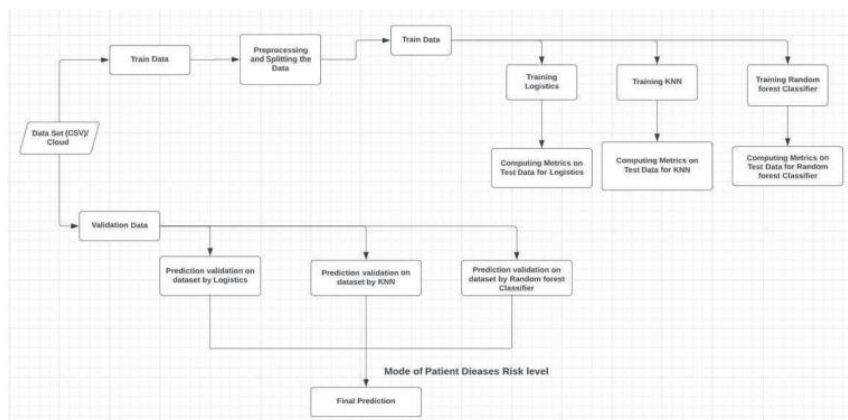 Train Data
Preprocessing
and Splitting the
Data
Train Data
Training
Logistics
Training KNN
Training Random
forest Classifier
Data Set (CSV)/
Cloud
Computing Metrics on
Test Data for Logistics
Computing Metrics on
Test Data for KNN
Computing Metrics on
Test Data for Random
forest Classifier
Validation Data
Prediction validation on
dataset by Logistics
Prediction validation on
dataset by KNN
Prediction validation on
dataset by Random forest
Classifier
Mode of Patient Dieases Risk level
Final Prediction